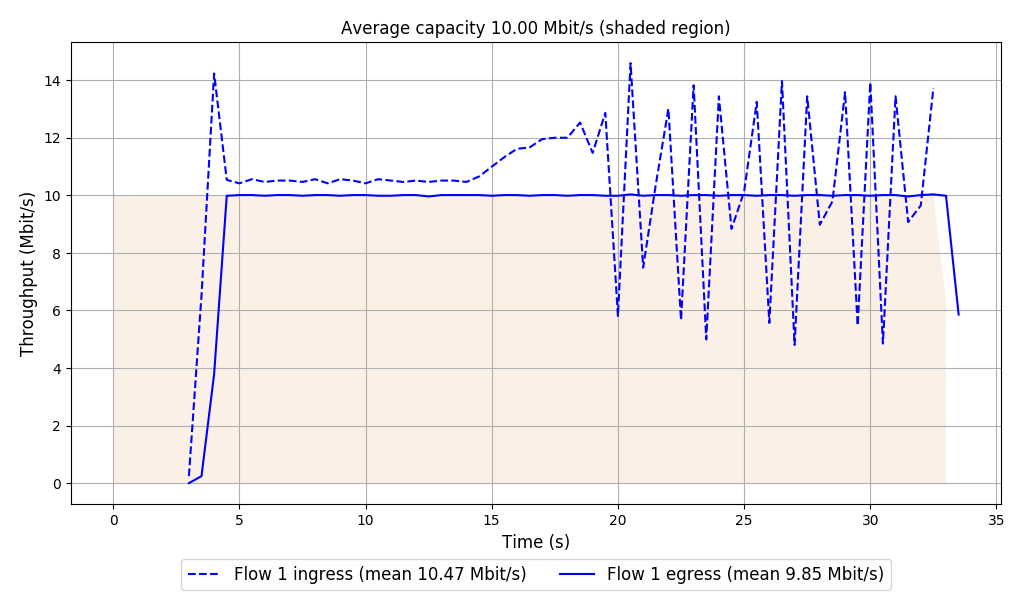 Average capacity 10.00 Mbit/s (shaded region)
Throughput (Mbit/s)
14
12
10
8
6
4
2
0
0 5 10 15 20 25 30 35
Time (s)
Flow 1 ingress (mean 10.47 Mbit/s) Flow 1 egress (mean 9.85 Mbit/s)